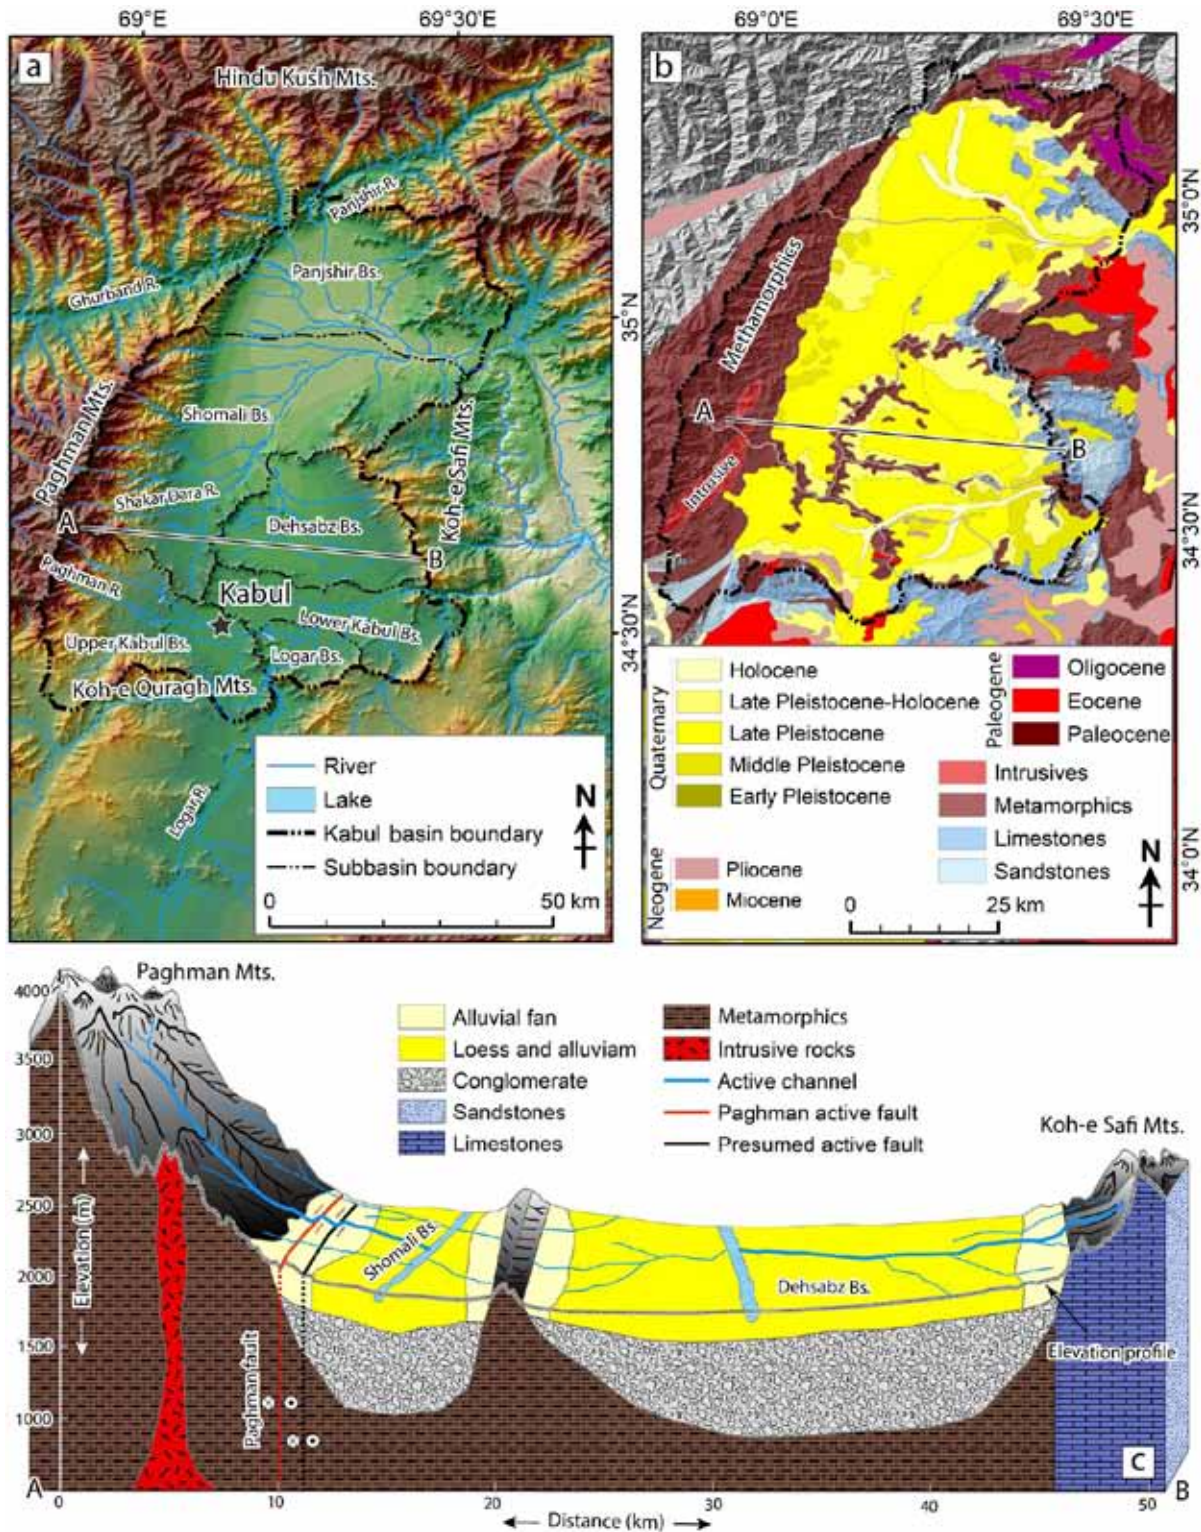 69°E
69°30'E
a
Hindu Kush Mts.
Panjshir R.
Panjshir Bs.
Ghurband R.
35°N
Paghman Mts.
Shomali Bs.
Koh-e Safi Mts.
Shakar Dara R.
A
Dehsabz Bs.
B
Paghman R.
Kabul
Lower Kabul Bs.
Upper Kabul Bs.
Logar Bs.
Koh-e Quragh Mts.
34°30'N
Logar R.
River
Lake
Kabul basin boundary
Subbasin boundary
N
0
50 km
69°0'E
69°30'E
b
35°0'N
Methamorphics
A
B
Intrusive
34°30'N
34°0'N
Quaternary
Holocene
Late Pleistocene-Holocene
Late Pleistocene
Middle Pleistocene
Early Pleistocene
Neogene
Pliocene
Miocene
Paleogene
Oligocene
Eocene
Paleocene
Intrusives
Metamorphics
Limestones
Sandstones
N
0
25 km
Paghman Mts.
4000
3500
3000
2500
2000
1500
1000
Elevation (m)
Alluvial fan
Loess and alluviam
Conglomerate
Sandstones
Limestones
Metamorphics
Intrusive rocks
Active channel
Paghman active fault
Presumed active fault
Koh-e Safi Mts.
Shomali Bs.
Dehsabz Bs.
Elevation profile
Paghman fault
c
A
B
0
10
20
30
40
50
Distance (km)